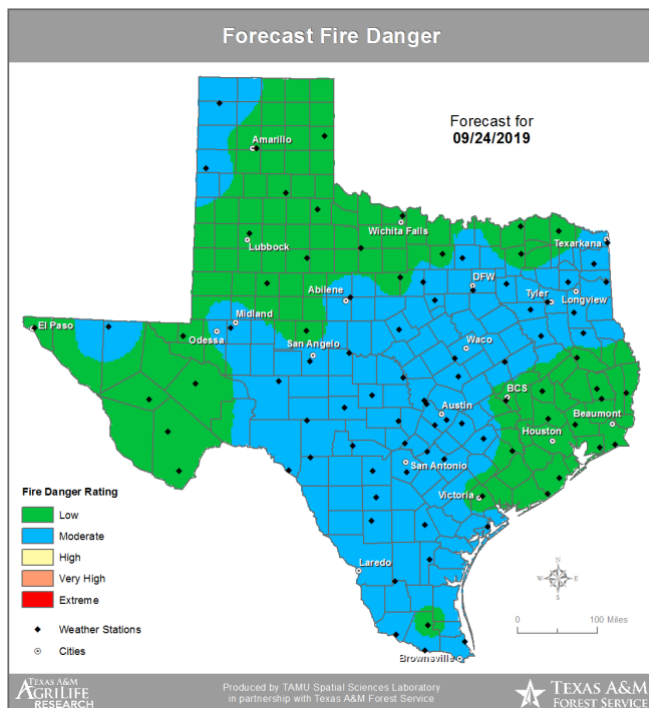 Forecast Fire Danger
Forecast for
09/24/2019
Amarillo
Lubbock
Wichita Falls
Texarkana
DFW
Abilene
Tyler
Longview
Midland
El Paso
Odessa
San Angelo
Waco
BCS
Austin
Beaumont
Houston
San Antonio
Victoria
Laredo
Brownsville
Fire Danger Rating
Low
Moderate
High
Very High
Extreme
Weather Stations
Cities
N
W
E
S
0
100 Miles
TEXAS A&M
AGRILIFE
RESEARCH
Produced by TAMU Spatial Sciences Laboratory
in partnership with Texas A&M Forest Service
TEXAS A&M
FOREST SERVICE